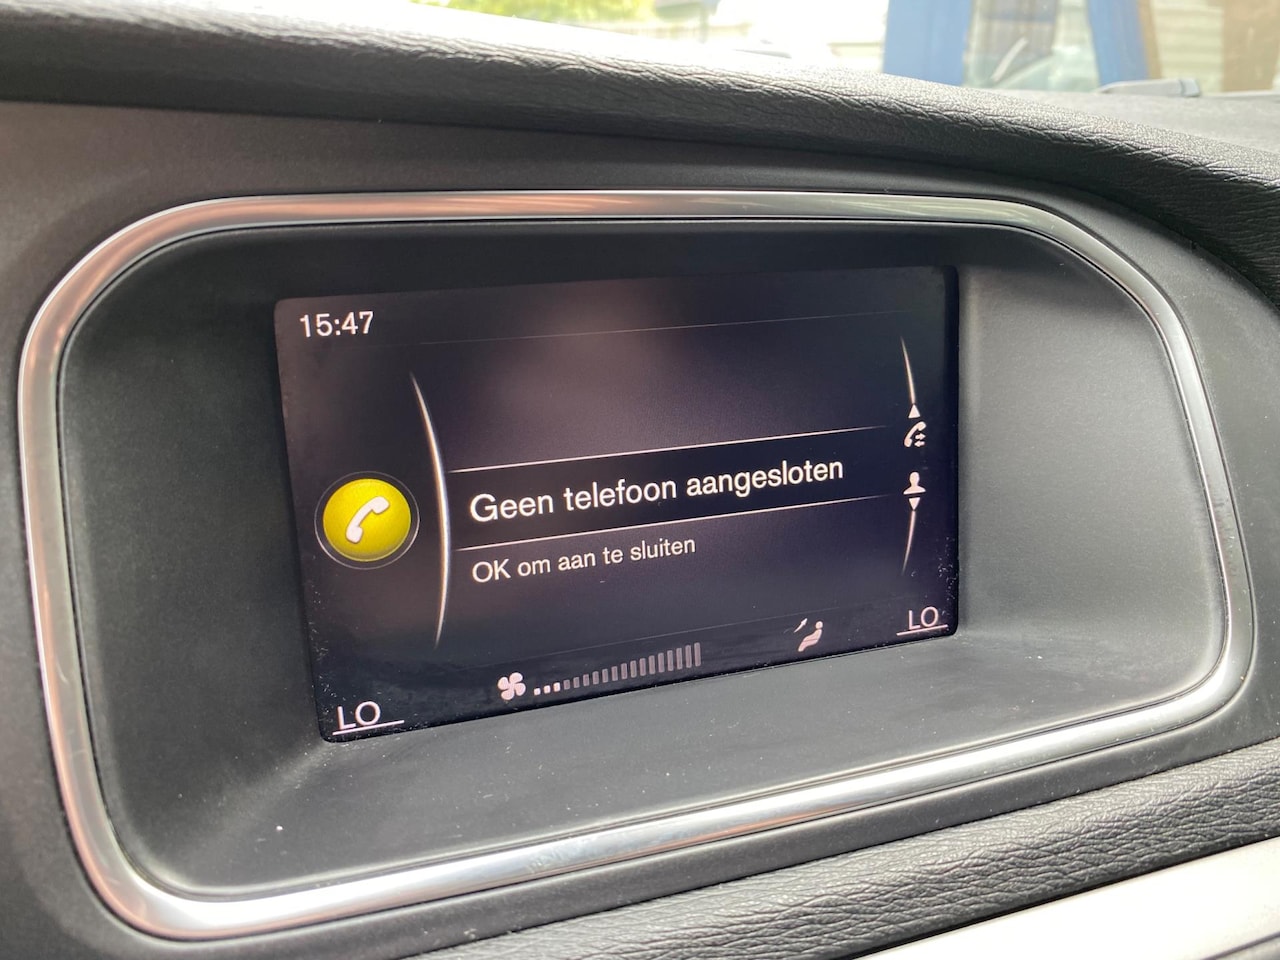 15:47
Geen telefoon aangesloten
OK om aan te sluiten
LO
LO